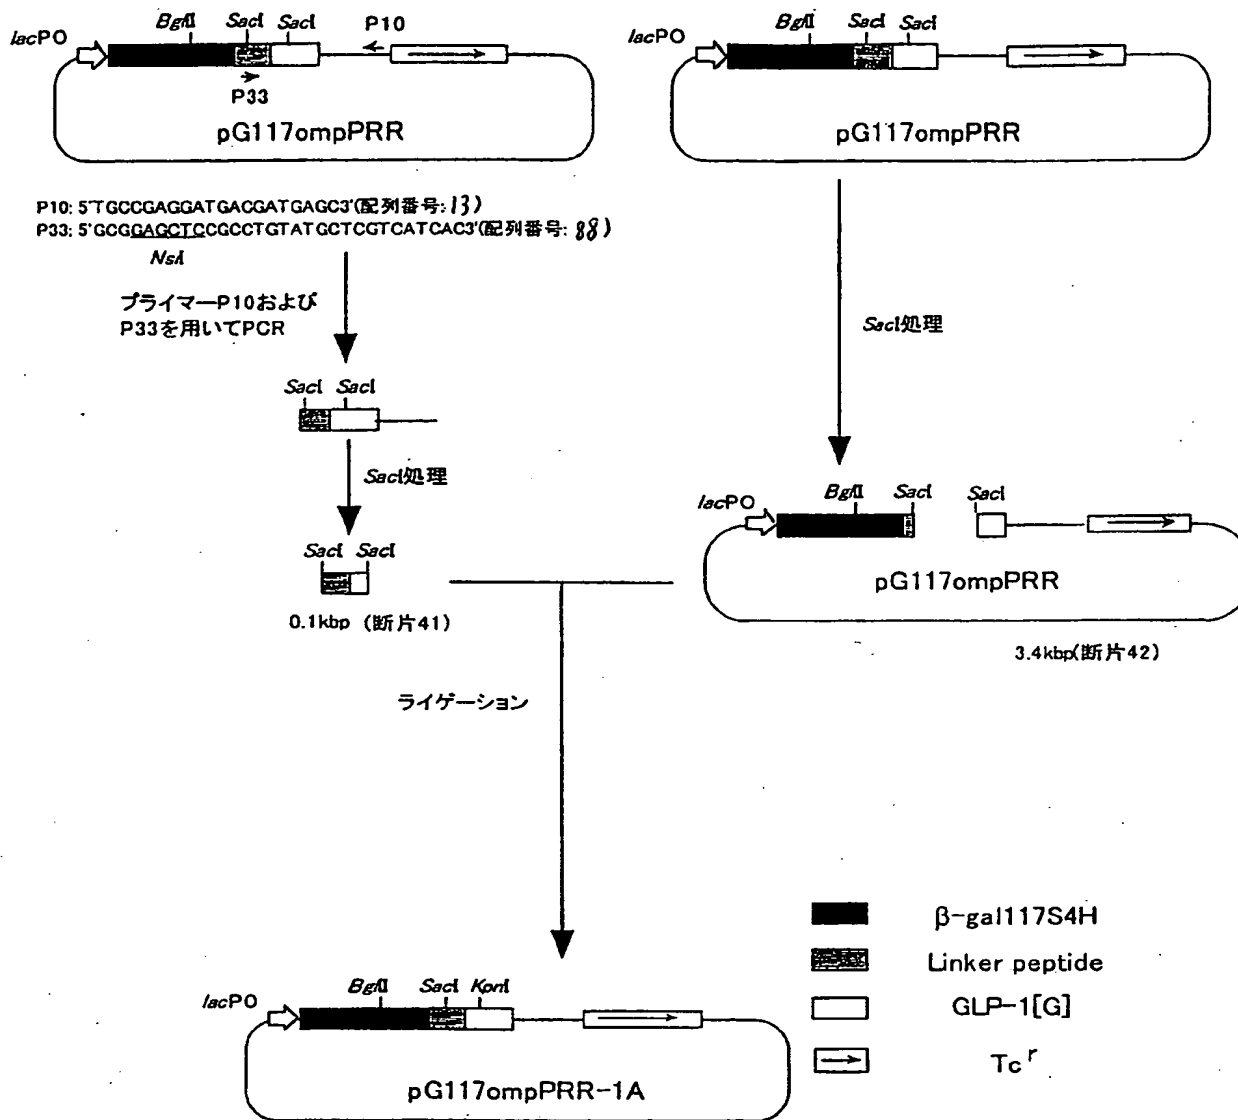 lacPO BglII SacI SacI P10
P33
pG117ompPRR
lacPO BglII SacI SacI
pG117ompPRR
P10: 5'TGCCGAGGATGACGATGAGC3'(配列番号:13)
P33: 5'GCGGAGCTCCGCCTGTATGCTCGTCATCAC3'(配列番号:88)
NsiI
プライマーP10および
P33を用いてPCR
SacI処理
SacI SacI
SacI処理
SacI SacI
0.1kbp (断片41)
lacPO BglII SacI SacI
pG117ompPRR
3.4kbp(断片42)
ライゲーション
lacPO BglII SacI KpnI
pG117ompPRR-1A
β-gal117S4H
Linker peptide
GLP-1[G]
Tc r